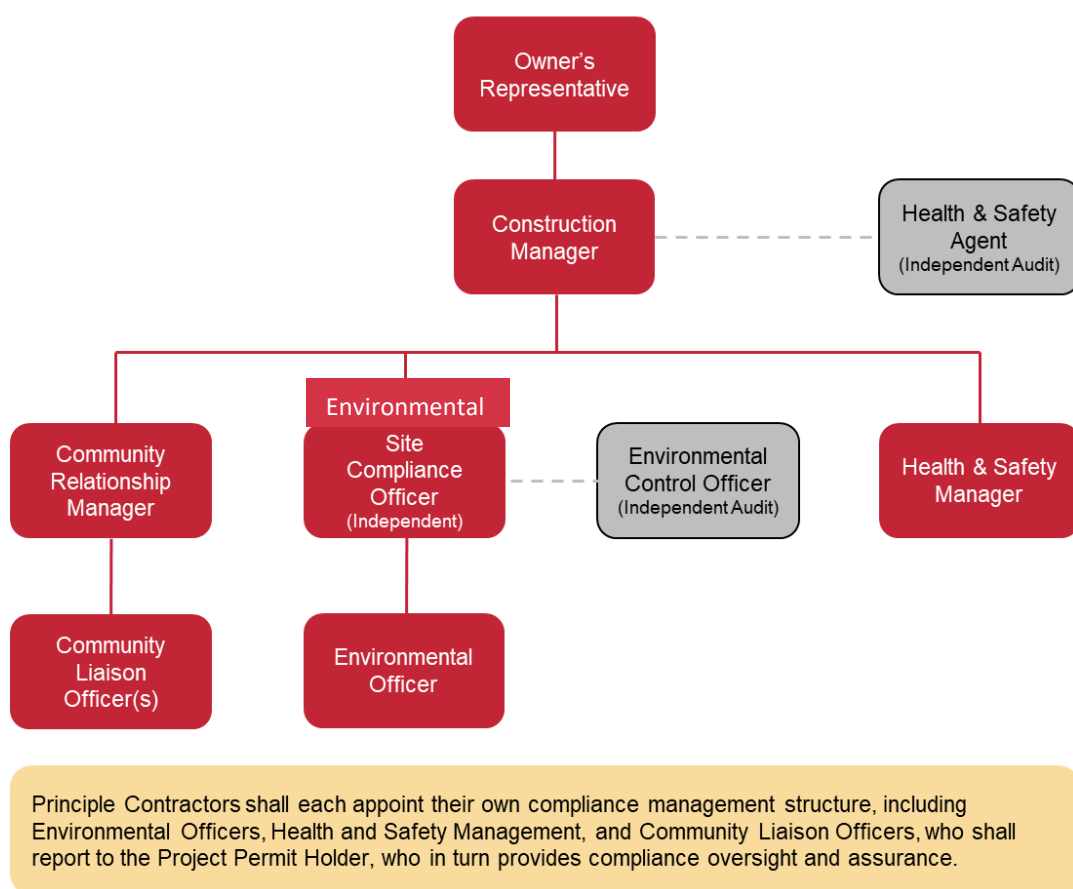 Owner's
Representative
Construction
Manager
Health & Safety
Agent
(Independent Audit)
Environmental
Community
Relationship
Manager
Site
Compliance
Officer
(Independent)
Environmental
Control Officer
(Independent Audit)
Health & Safety
Manager
Community
Liaison
Officer(s)
Environmental
Officer
Principle Contractors shall each appoint their own compliance management structure, including
Environmental Officers, Health and Safety Management, and Community Liaison Officers, who shall
report to the Project Permit Holder, who in turn provides compliance oversight and assurance.